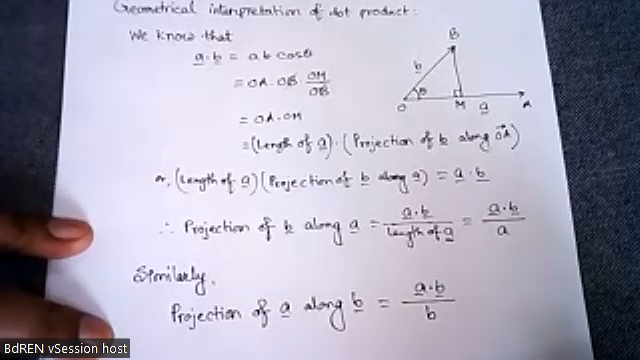 Geometrical interpretation of dot product:
We know that
a̲·b̲ = ab cosθ
= OA·OB · OM/OB
= OA·OM
= (Length of a̲)·(Projection of b̲ along OA⃗)
or, (Length of a̲)(Projection of b̲ along a̲) = a̲·b̲
∴ Projection of b̲ along a̲ = a̲·b̲/Length of a̲ = a̲·b̲/a
Similarly,
Projection of a̲ along b̲ = a̲·b̲/b
B
b̲
θ
O M a̲ A
BdREN vSession host